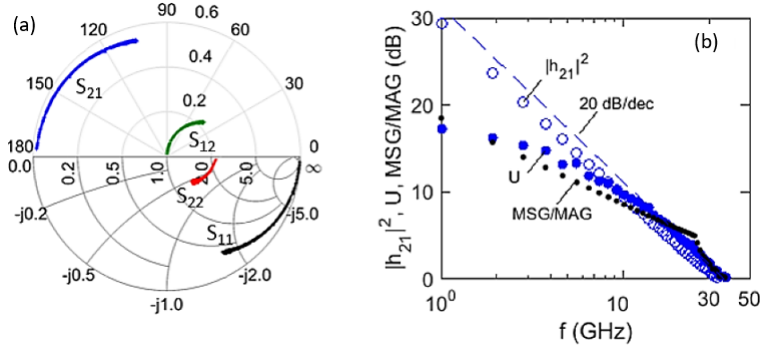 (a)
90
0.6
120
60
0.4
150
S21
30
0.2
S12
180
0
0.0
0.2
0.5
1.0
2.0
5.0
∞
S22
-j0.2
S11
-j5.0
-j0.5
-j2.0
-j1.0
(b)
30
|h21|²
20 dB/dec
20
U
10
MSG/MAG
0
|h21|², U, MSG/MAG (dB)
10⁰
10
30
50
f (GHz)